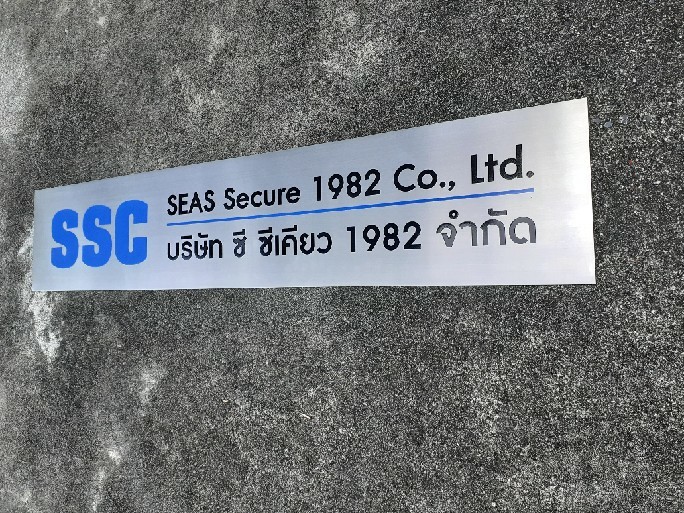 SSC
SEAS Secure 1982 Co., Ltd.
บริษัท ซี ซีเคียว 1982 จำกัด